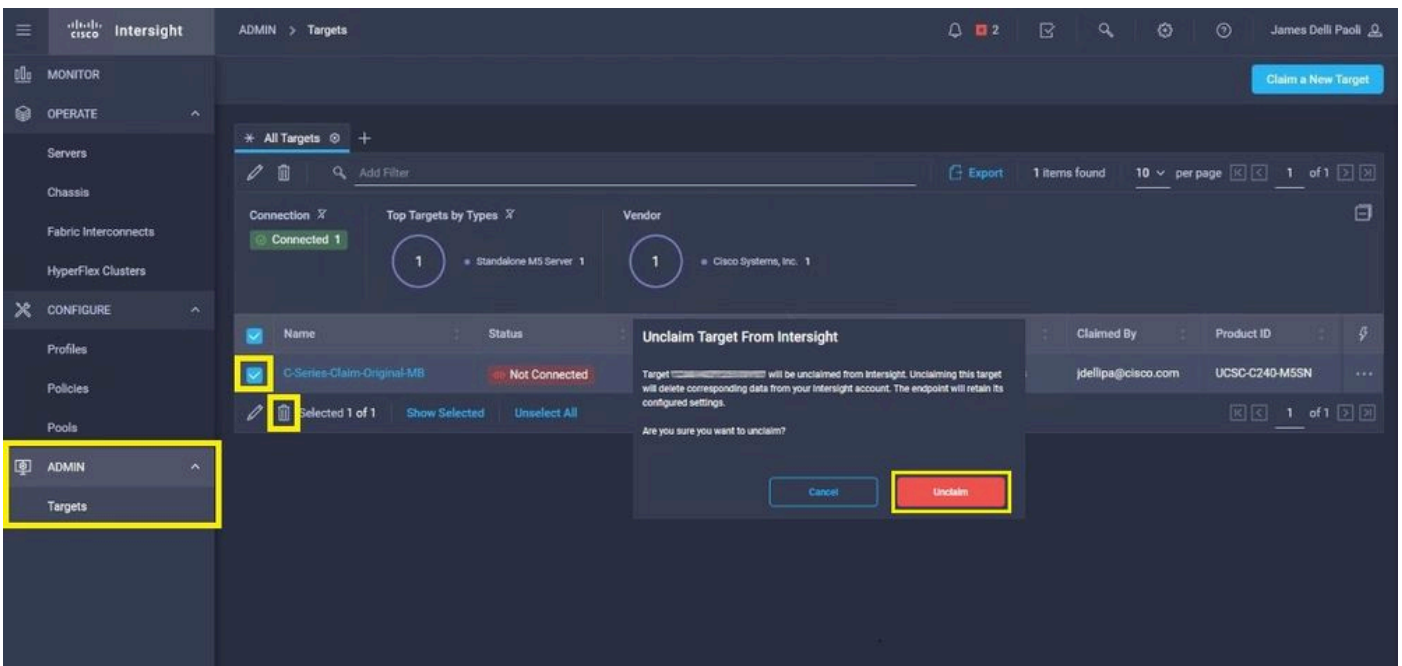 cisco Intersight
ADMIN > Targets
2
James Delli Paoli
MONITOR
Claim a New Target
OPERATE
All Targets
Servers
Add Filter
Export
1 items found
10 per page
1 of 1
Chassis
Connection
Top Targets by Types
Vendor
Fabric Interconnects
Connected 1
1
Standalone M5 Server 1
1
Cisco Systems, Inc. 1
HyperFlex Clusters
CONFIGURE
Name
Status
Claimed By
Product ID
Profiles
C-Series-Claim-Original-MB
Not Connected
jdellipa@cisco.com
UCSC-C240-M5SN
Policies
Selected 1 of 1
Show Selected
Unselect All
1 of 1
Pools
ADMIN
Targets
Unclaim Target From Intersight
Target will be unclaimed from Intersight. Unclaiming this target
will delete corresponding data from your Intersight account. The endpoint will retain its
configured settings.
Are you sure you want to unclaim?
Cancel
Unclaim